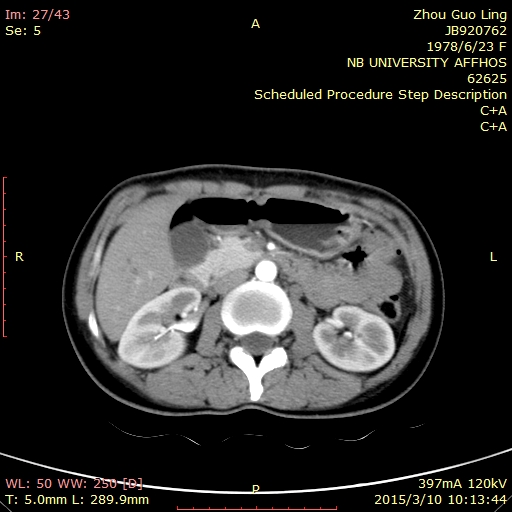 Im: 27/43
Se: 5
A
Zhou Guo Ling
JB920762
1978/6/23 F
NB UNIVERSITY AFFHOS
62625
Scheduled Procedure Step Description
C+A
C+A
R
L
WL: 50 WW: 250 [D]
T: 5.0mm L: 289.9mm
P
397mA 120kV
2015/3/10 10:13:44